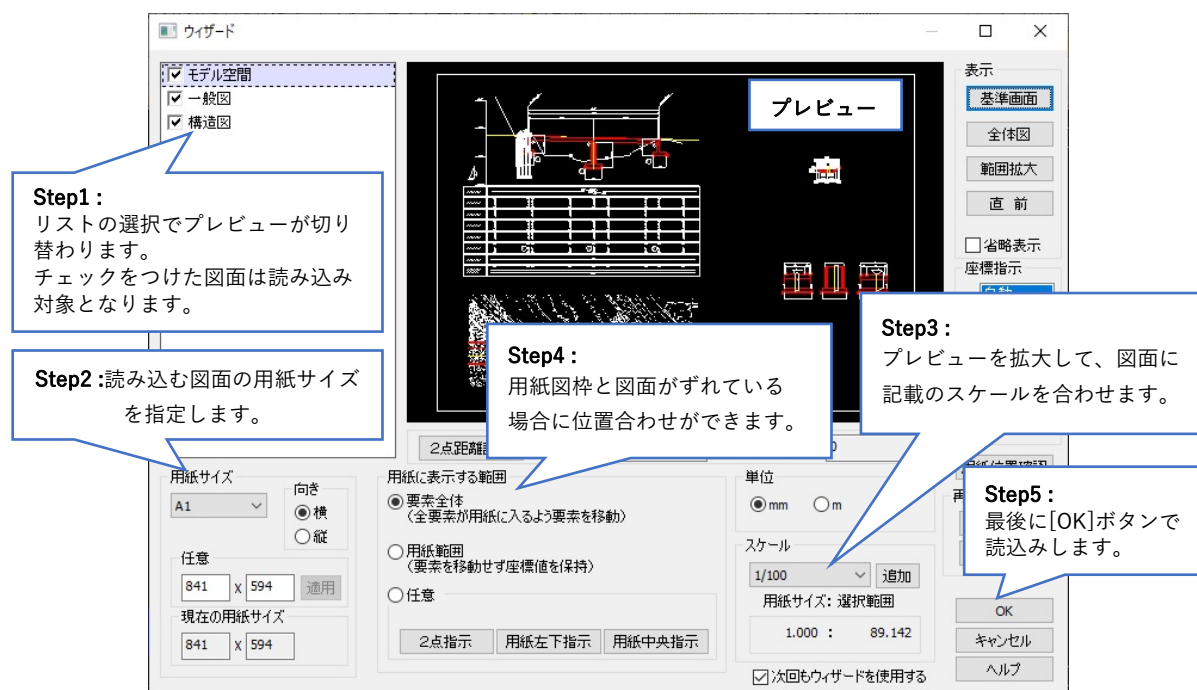 ウィザード
モデル空間
一般図
構造図
プレビュー
表示
基準画面
全体図
範囲拡大
直 前
省略表示
座標指示
自動
Step1：
リストの選択でプレビューが切り
替わります。
チェックをつけた図面は読み込み
対象となります。
Step2：読み込む図面の用紙サイズ
を指定します。
Step4：
用紙図枠と図面がずれている
場合に位置合わせができます。
Step3：
プレビューを拡大して、図面に
記載のスケールを合わせます。
Step5：
最後に[OK]ボタンで
読込みします。
2点距離
用紙位置確認
用紙サイズ
A1
向き
横
縦
任意
841 x 594 適用
現在の用紙サイズ
841 x 594
用紙に表示する範囲
要素全体
(全要素が用紙に入るよう要素を移動)
用紙範囲
(要素を移動せず座標値を保持)
任意
2点指示 用紙左下指示 用紙中央指示
単位
mm m
スケール
1/100 追加
用紙サイズ: 選択範囲
1.000 : 89.142
次回もウィザードを使用する
OK
キャンセル
ヘルプ